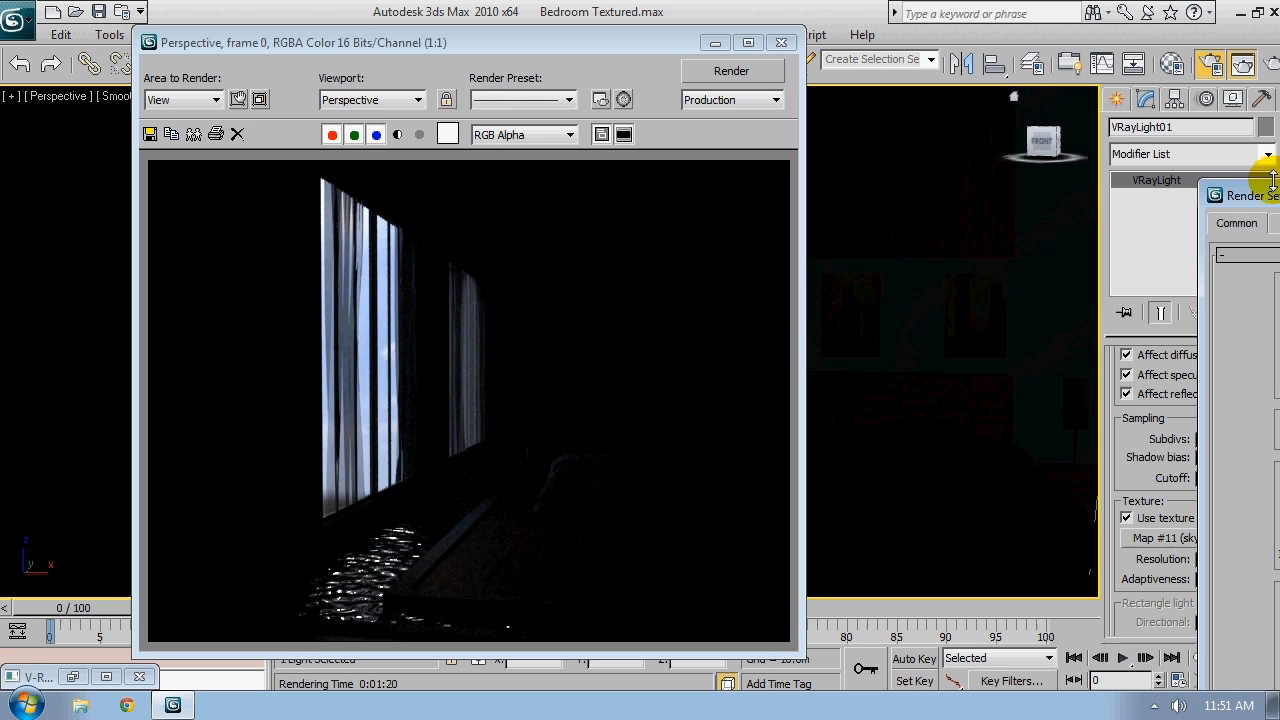 Autodesk 3ds Max 2010 x64 Bedroom Textured.max
Type a keyword or phrase
Edit Tools Help
Perspective, frame 0, RGBA Color 16 Bits/Channel (1:1)
Area to Render: Viewport: Render Preset: Render
View Perspective Production
RGB Alpha
Create Selection Se
[ + ] [ Perspective ] [ Smoo
FRONT
VRayLight01
Modifier List
VRayLight
Render Se
Common
Affect diffus
Affect specu
Affect reflec
Sampling
Subdivs:
Shadow bias:
Cutoff:
Texture:
Use texture
Map #11 (sky
Resolution:
Adaptiveness:
Rectangle light
Directional:
z
y x
0 / 100
0 5 80 85 90 95 100
V-R...
1 Light Selected X: Y: Z: Grid = 10.0m
Rendering Time 0:01:20
Add Time Tag
Auto Key Selected
Set Key Key Filters...
0
11:51 AM